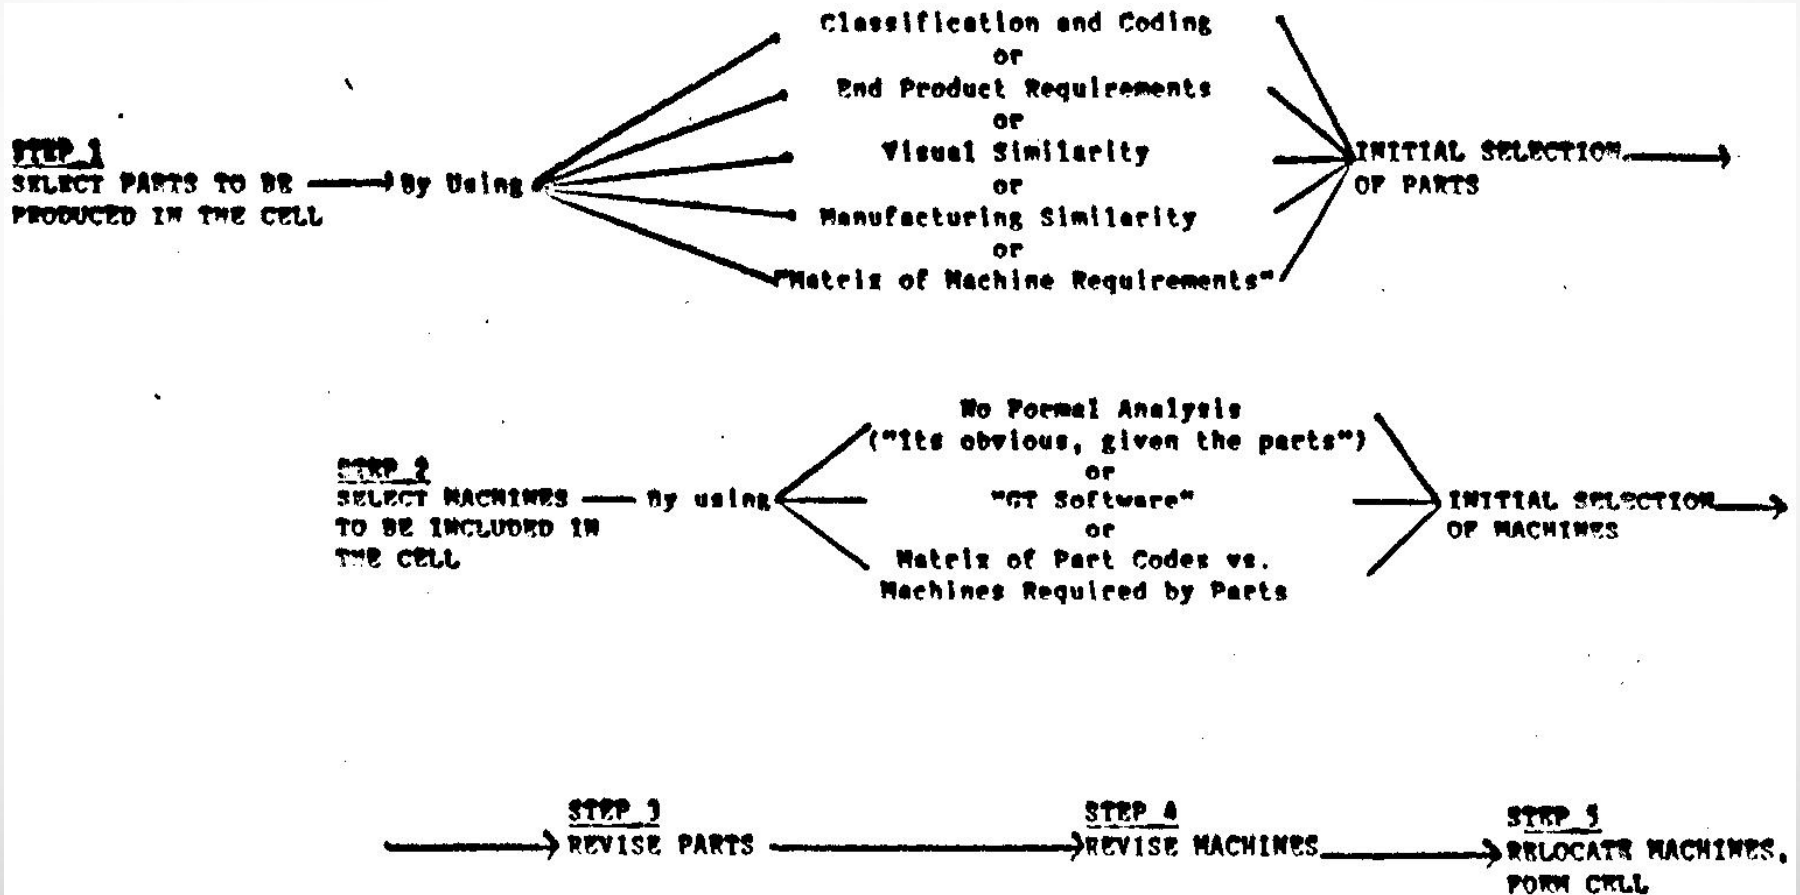 STEP 1
SELECT PARTS TO BE
PRODUCED IN THE CELL
By Using
Classification and Coding
or
End Product Requirements
or
Visual Similarity
or
Manufacturing Similarity
or
"Matrix of Machine Requirements"
INITIAL SELECTION
OF PARTS
STEP 2
SELECT MACHINES
TO BE INCLUDED IN
THE CELL
By using
No Formal Analysis
("Its obvious, given the parts")
or
"GT Software"
or
Matrix of Part Codes vs.
Machines Required by Parts
INITIAL SELECTION
OF MACHINES
STEP 3
REVISE PARTS
STEP 4
REVISE MACHINES
STEP 5
RELOCATE MACHINES,
FORM CELL